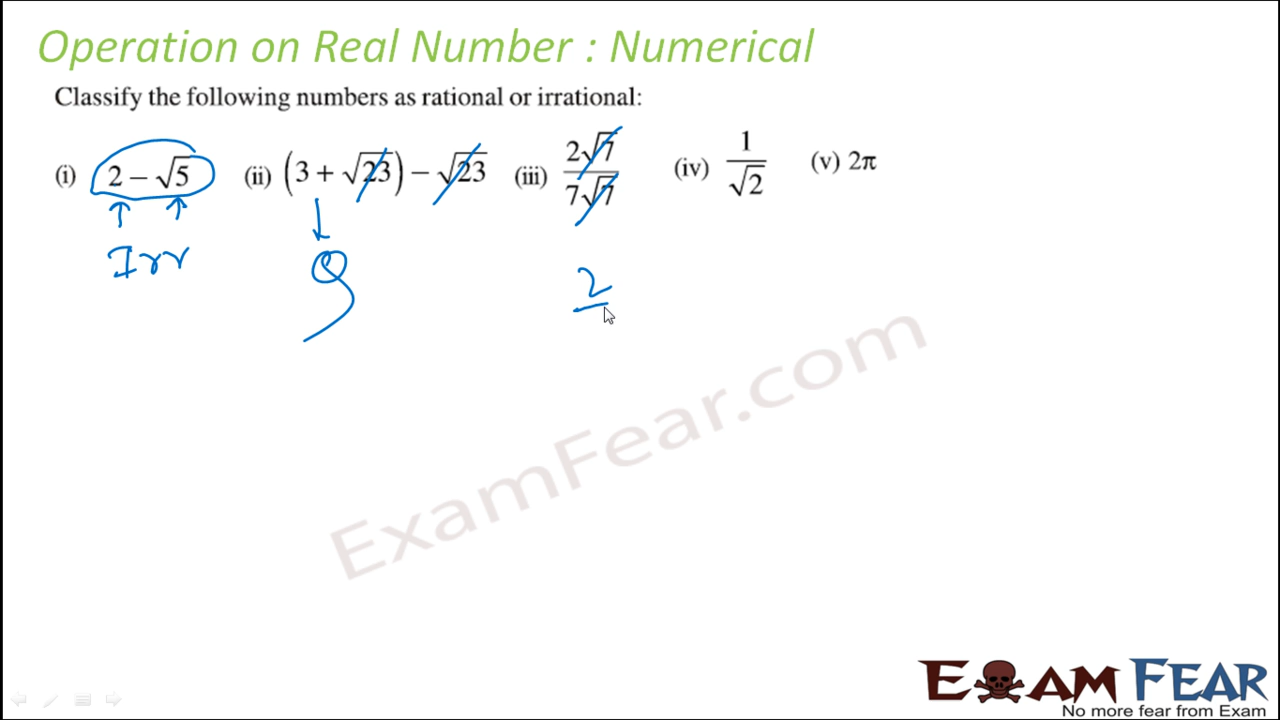 Operation on Real Number : Numerical
Classify the following numbers as rational or irrational:
(i) 2 − √5 (ii) (3 + √23) − √23 (iii) 2√7/7√7 (iv) 1/√2 (v) 2π
Irr Q 2
ExamFear.com
EXAM FEAR
No more fear from Exam